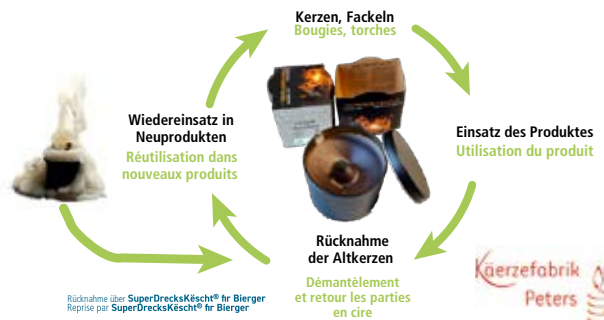 Kerzen, Fackeln
Bougies, torches
Einsatz des Produktes
Utilisation du produit
Rücknahme
der Altkerzen
Démantèlement
et retour les parties
en cire
Wiedereinsatz in
Neuprodukten
Réutilisation dans
nouveaux produits
Rücknahme über SuperDrecksKëscht® fir Bierger
Reprise par SuperDrecksKëscht® fir Bierger
Käerzefabrik
Peters